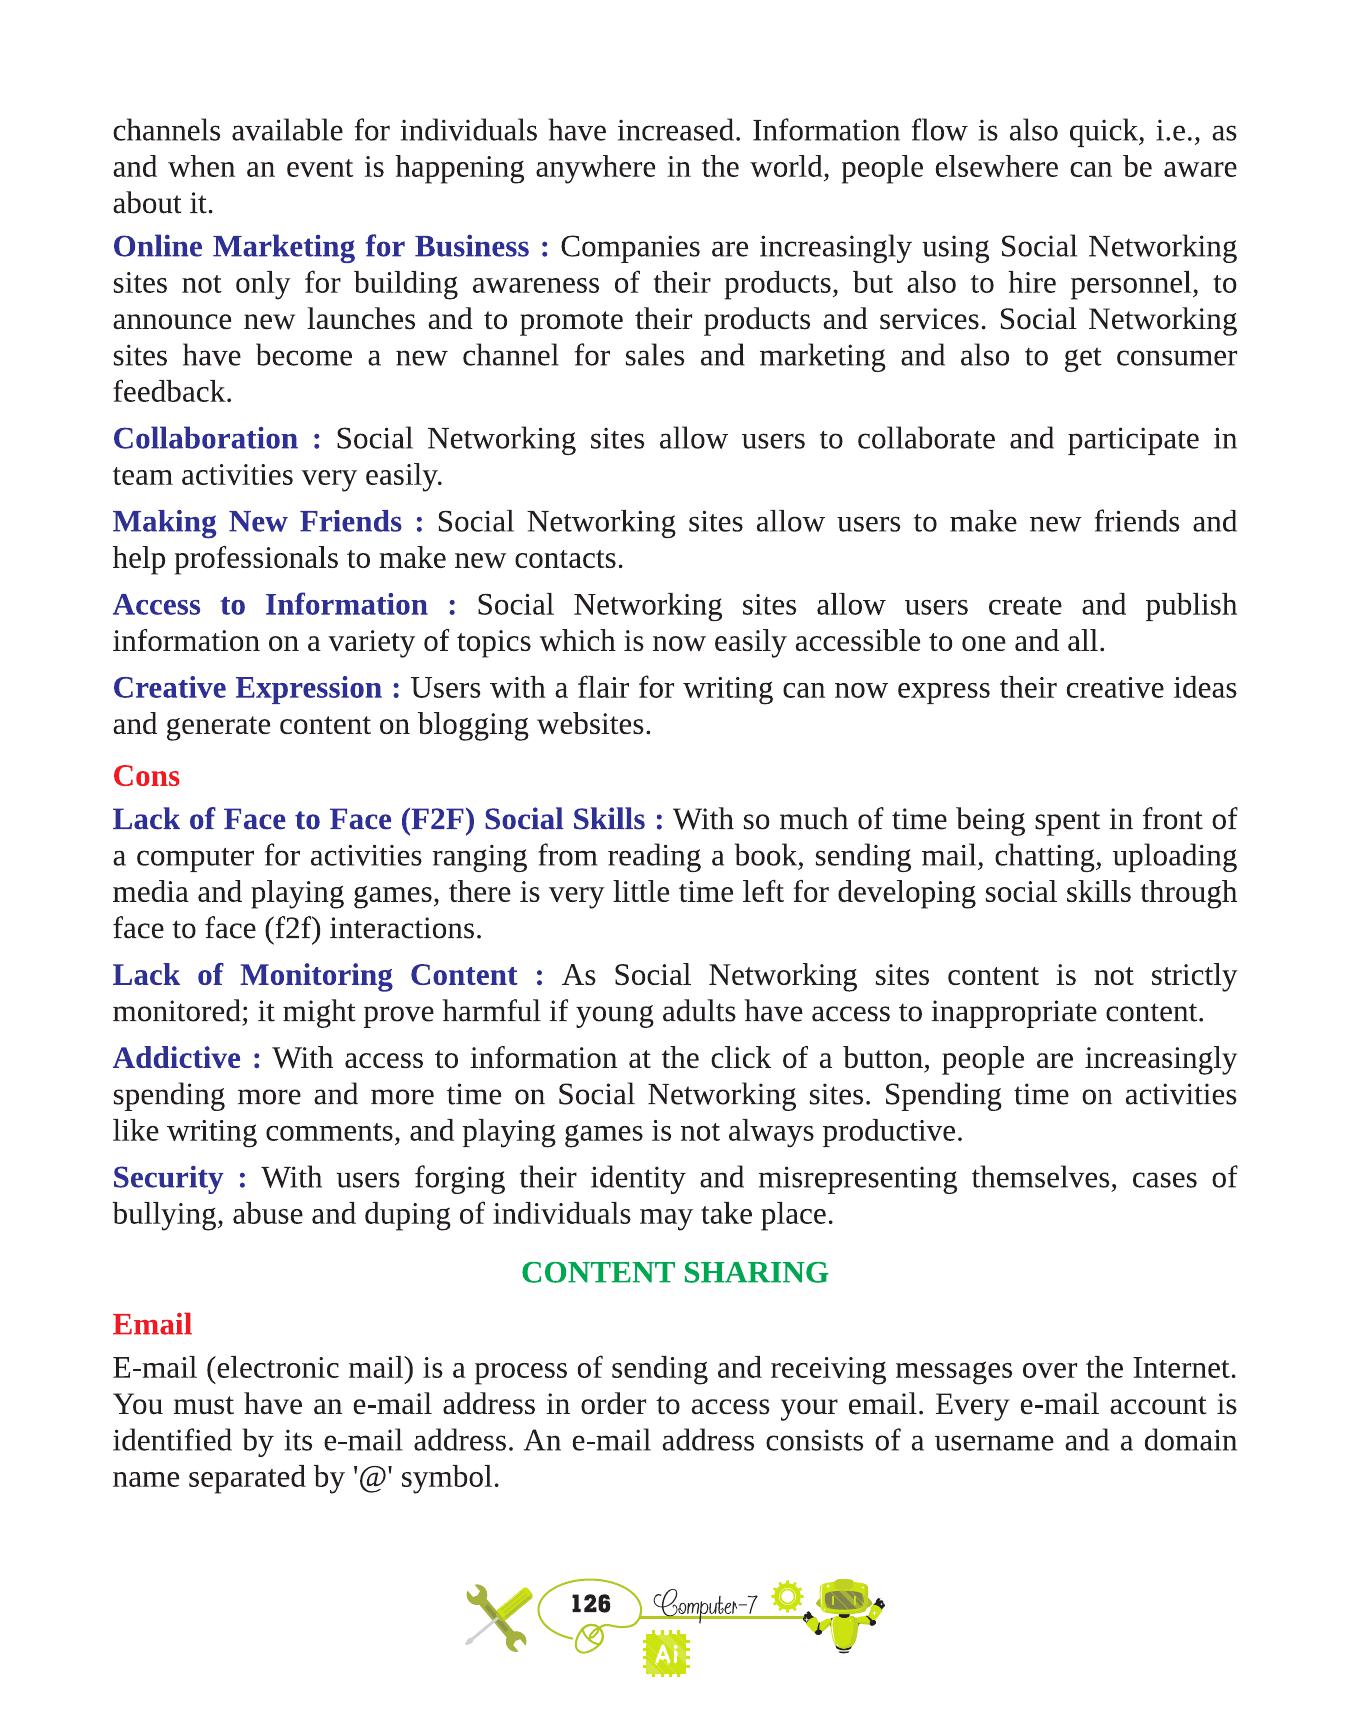 channels available for individuals have increased. Information flow is also quick, i.e., as
and when an event is happening anywhere in the world, people elsewhere can be aware
about it.
Online Marketing for Business : Companies are increasingly using Social Networking
sites not only for building awareness of their products, but also to hire personnel, to
announce new launches and to promote their products and services. Social Networking
sites have become a new channel for sales and marketing and also to get consumer
feedback.
Collaboration : Social Networking sites allow users to collaborate and participate in
team activities very easily.
Making New Friends : Social Networking sites allow users to make new friends and
help professionals to make new contacts.
Access to Information : Social Networking sites allow users create and publish
information on a variety of topics which is now easily accessible to one and all.
Creative Expression : Users with a flair for writing can now express their creative ideas
and generate content on blogging websites.
Cons
Lack of Face to Face (F2F) Social Skills : With so much of time being spent in front of
a computer for activities ranging from reading a book, sending mail, chatting, uploading
media and playing games, there is very little time left for developing social skills through
face to face (f2f) interactions.
Lack of Monitoring Content : As Social Networking sites content is not strictly
monitored; it might prove harmful if young adults have access to inappropriate content.
Addictive : With access to information at the click of a button, people are increasingly
spending more and more time on Social Networking sites. Spending time on activities
like writing comments, and playing games is not always productive.
Security : With users forging their identity and misrepresenting themselves, cases of
bullying, abuse and duping of individuals may take place.
CONTENT SHARING
Email
E-mail (electronic mail) is a process of sending and receiving messages over the Internet.
You must have an e-mail address in order to access your email. Every e-mail account is
identified by its e-mail address. An e-mail address consists of a username and a domain
name separated by '@' symbol.
126 Computer-7
Ai